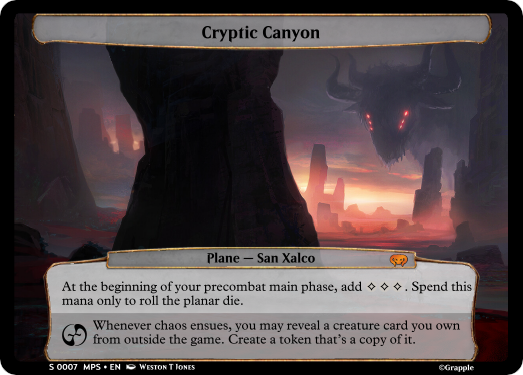 Cryptic Canyon
Plane — San Xalco
At the beginning of your precombat main phase, add ✧ ✧ ✧. Spend this
mana only to roll the planar die.
Whenever chaos ensues, you may reveal a creature card you own
from outside the game. Create a token that's a copy of it.
S 0007 MPS • EN Weston T Jones
©Grapple